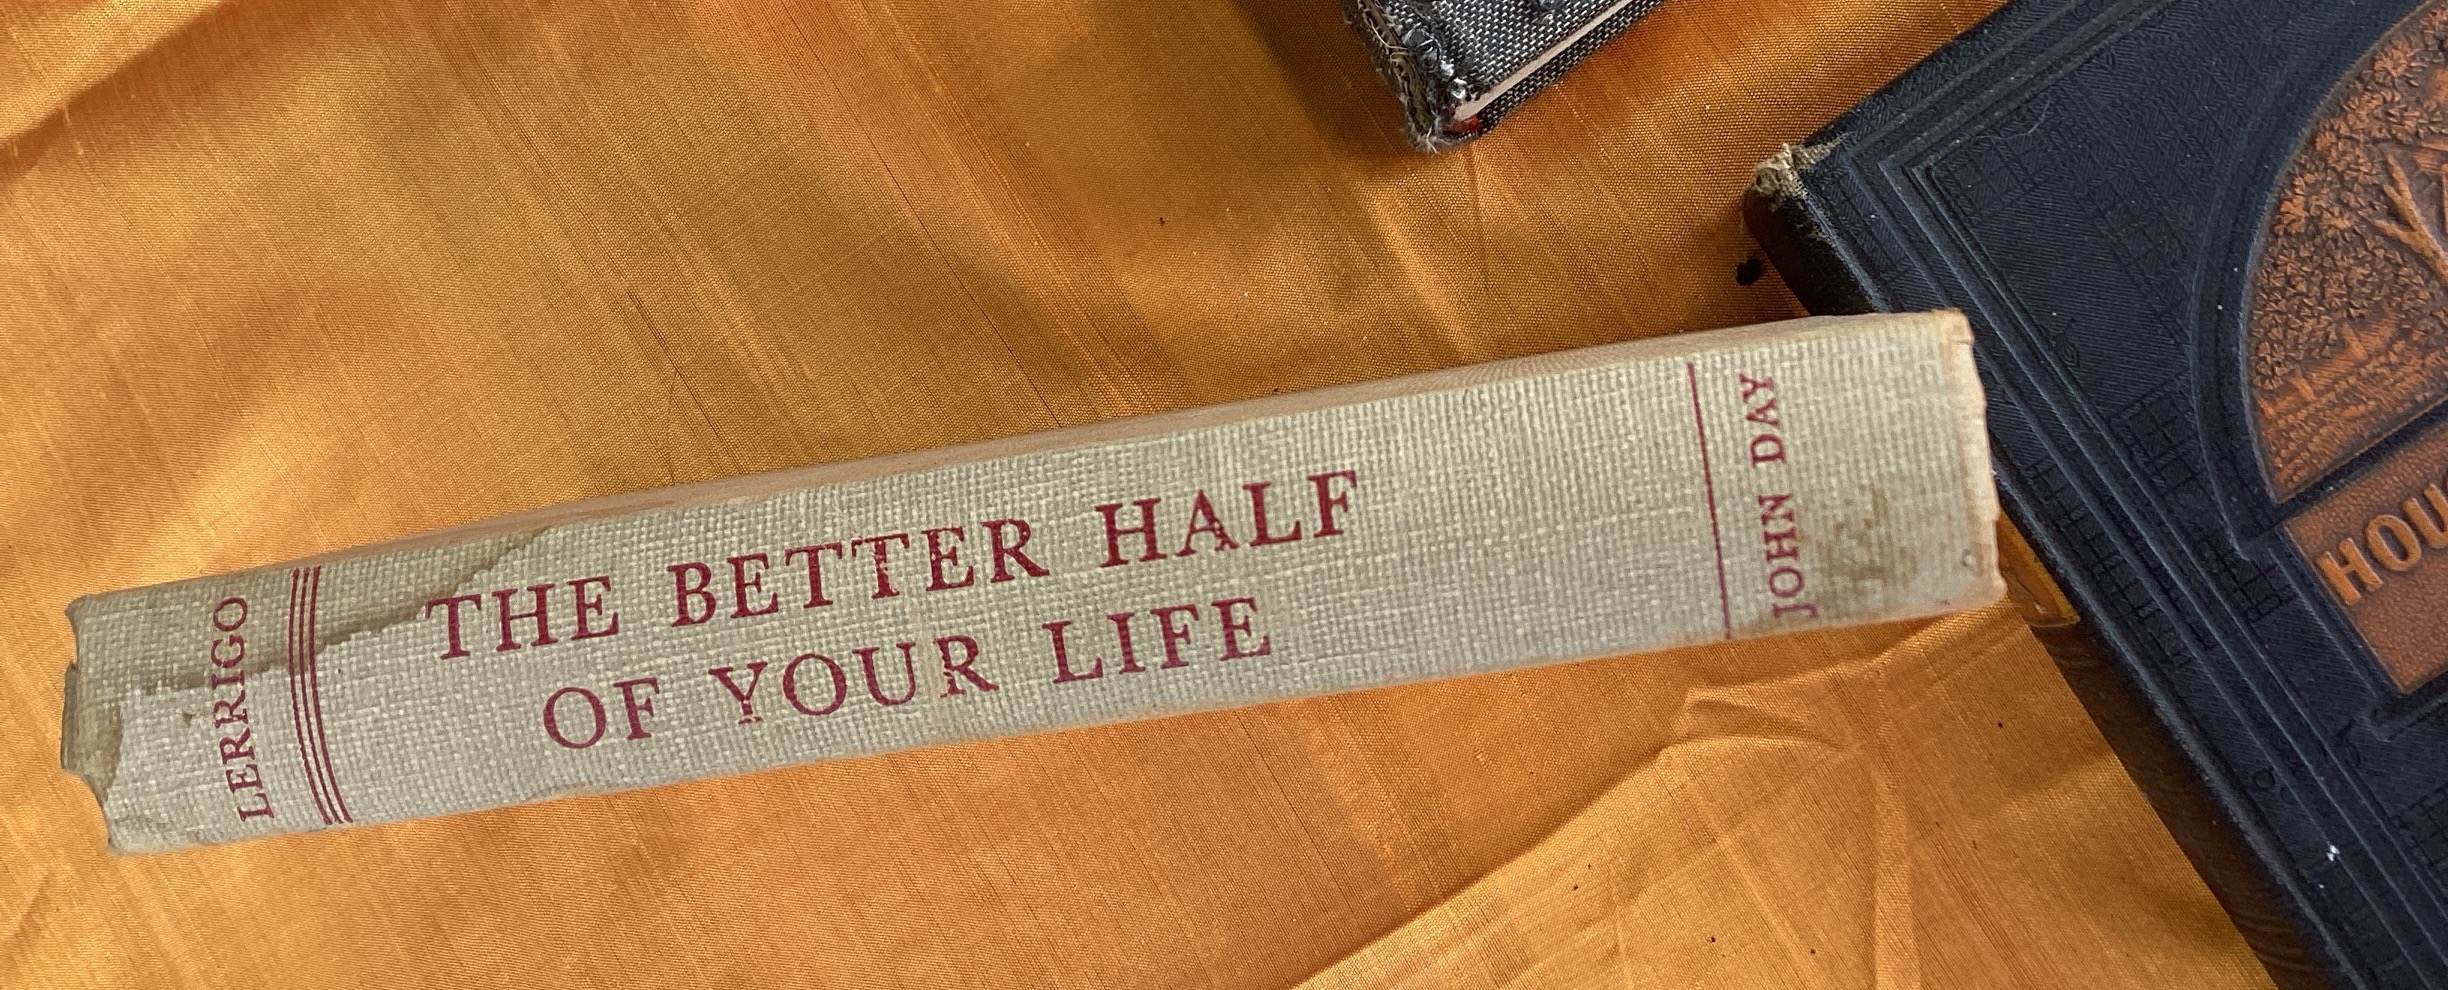 LERRIGO
THE BETTER HALF
OF YOUR LIFE
JOHN DAY
HOU